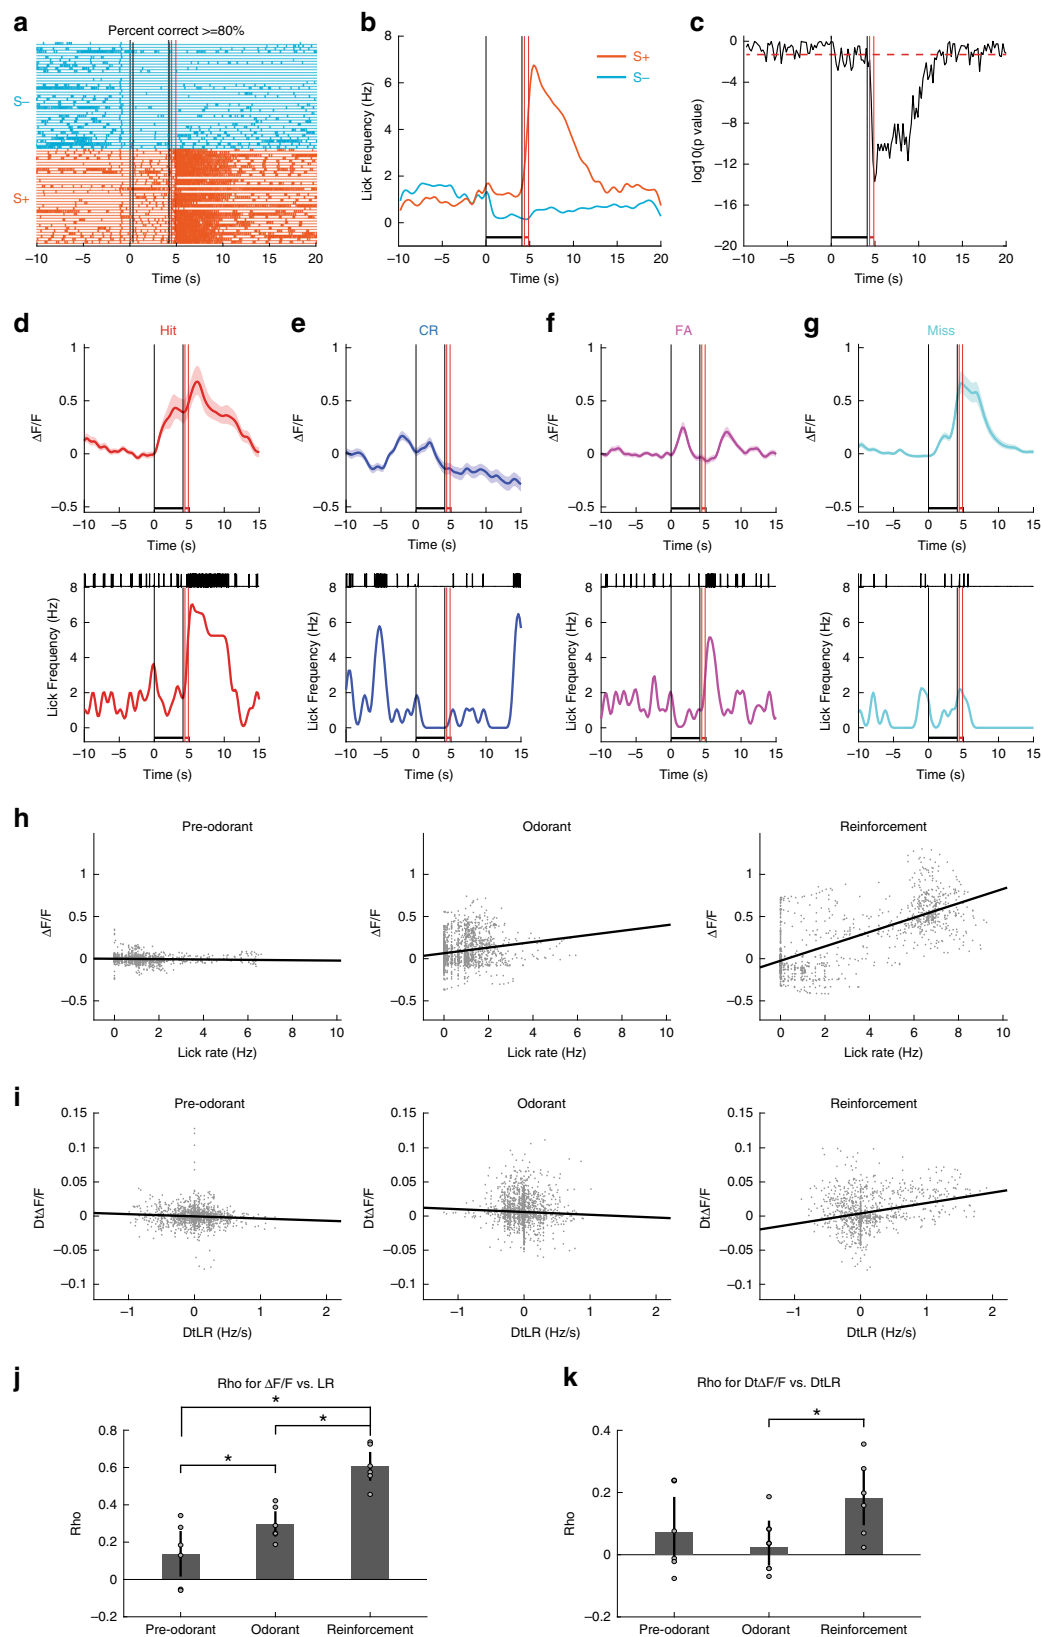 a
Percent correct >=80%
S–
S+
−10 −5 0 5 10 15 20
Time (s)
b
8
6
4
2
0
Lick Frequency (Hz)
S+
S–
−10 −5 0 5 10 15 20
Time (s)
c
0
−4
−8
−12
−16
−20
log10(p value)
−10 −5 0 5 10 15 20
Time (s)
d
Hit
1
0.5
0
−0.5
ΔF/F
−10 −5 0 5 10 15
Time (s)
8
6
4
2
0
Lick Frequency (Hz)
−10 −5 0 5 10 15
Time (s)
e
CR
1
0.5
0
−0.5
ΔF/F
−10 −5 0 5 10 15
Time (s)
8
6
4
2
0
Lick Frequency (Hz)
−10 −5 0 5 10 15
Time (s)
f
FA
1
0.5
0
−0.5
ΔF/F
−10 −5 0 5 10 15
Time (s)
8
6
4
2
0
Lick Frequency (Hz)
−10 −5 0 5 10 15
Time (s)
g
Miss
1
0.5
0
−0.5
ΔF/F
−10 −5 0 5 10 15
Time (s)
8
6
4
2
0
Lick Frequency (Hz)
−10 −5 0 5 10 15
Time (s)
h
Pre-odorant
1
0.5
0
−0.5
ΔF/F
0 2 4 6 8 10
Lick rate (Hz)
Odorant
1
0.5
0
−0.5
ΔF/F
0 2 4 6 8 10
Lick rate (Hz)
Reinforcement
1
0.5
0
−0.5
ΔF/F
0 2 4 6 8 10
Lick rate (Hz)
i
Pre-odorant
0.15
0.1
0.05
0
−0.05
−0.1
DtΔF/F
−1 0 1 2
DtLR (Hz/s)
Odorant
0.15
0.1
0.05
0
−0.05
−0.1
DtΔF/F
−1 0 1 2
DtLR (Hz/s)
Reinforcement
0.15
0.1
0.05
0
−0.05
−0.1
DtΔF/F
−1 0 1 2
DtLR (Hz/s)
j
Rho for ΔF/F vs. LR
*
*
*
0.8
0.6
0.4
0.2
0
−0.2
Rho
Pre-odorant Odorant Reinforcement
k
Rho for DtΔF/F vs. DtLR
*
0.4
0.2
0
−0.2
Rho
Pre-odorant Odorant Reinforcement